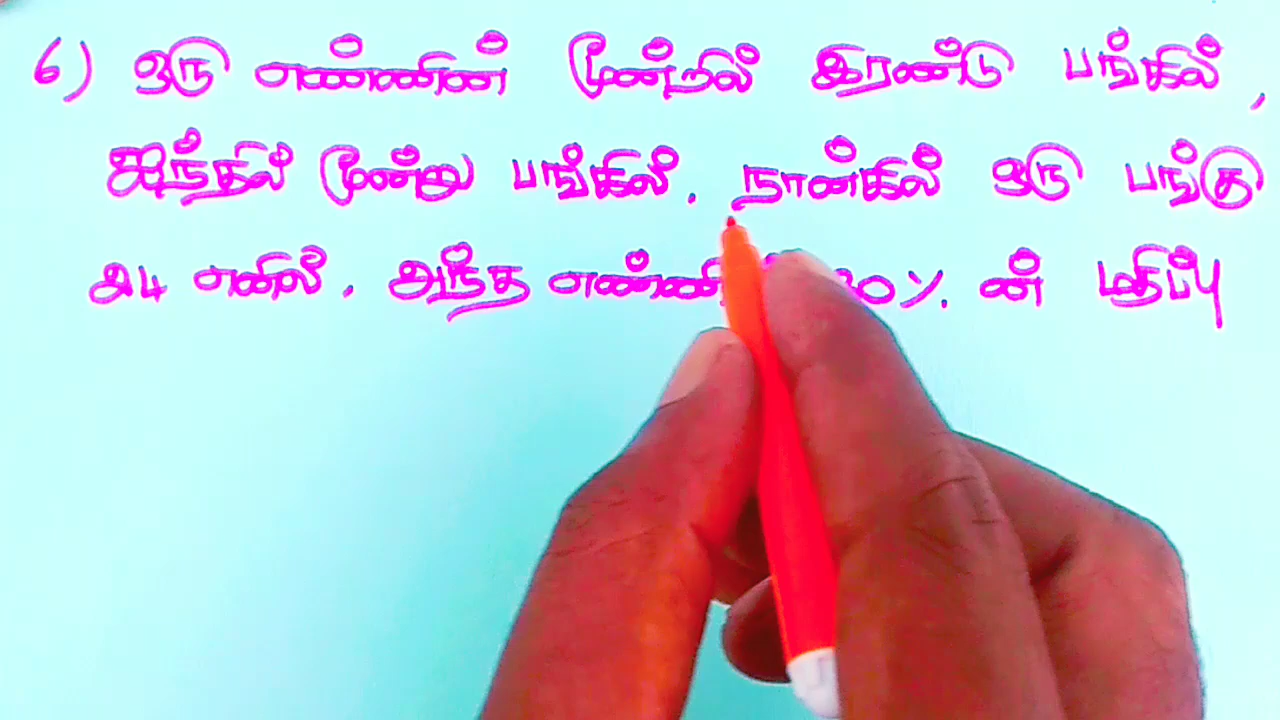 6) ஒரு எண்ணின் மூன்றில் இரண்டு பங்கில்,
ஐந்தில் மூன்று பங்கில், நான்கில் ஒரு பங்கு
24 எனில், அந்த ன் மதிப்பு